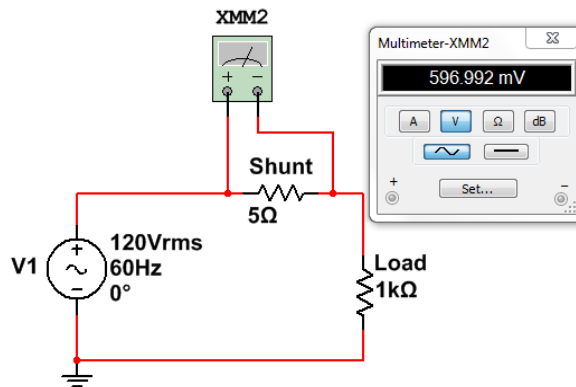 XMM2
+ −
Multimeter-XMM2
596.992 mV
A V Ω dB
+ −
Set...
Shunt
5Ω
V1
+
−
120Vrms
60Hz
0°
Load
1kΩ